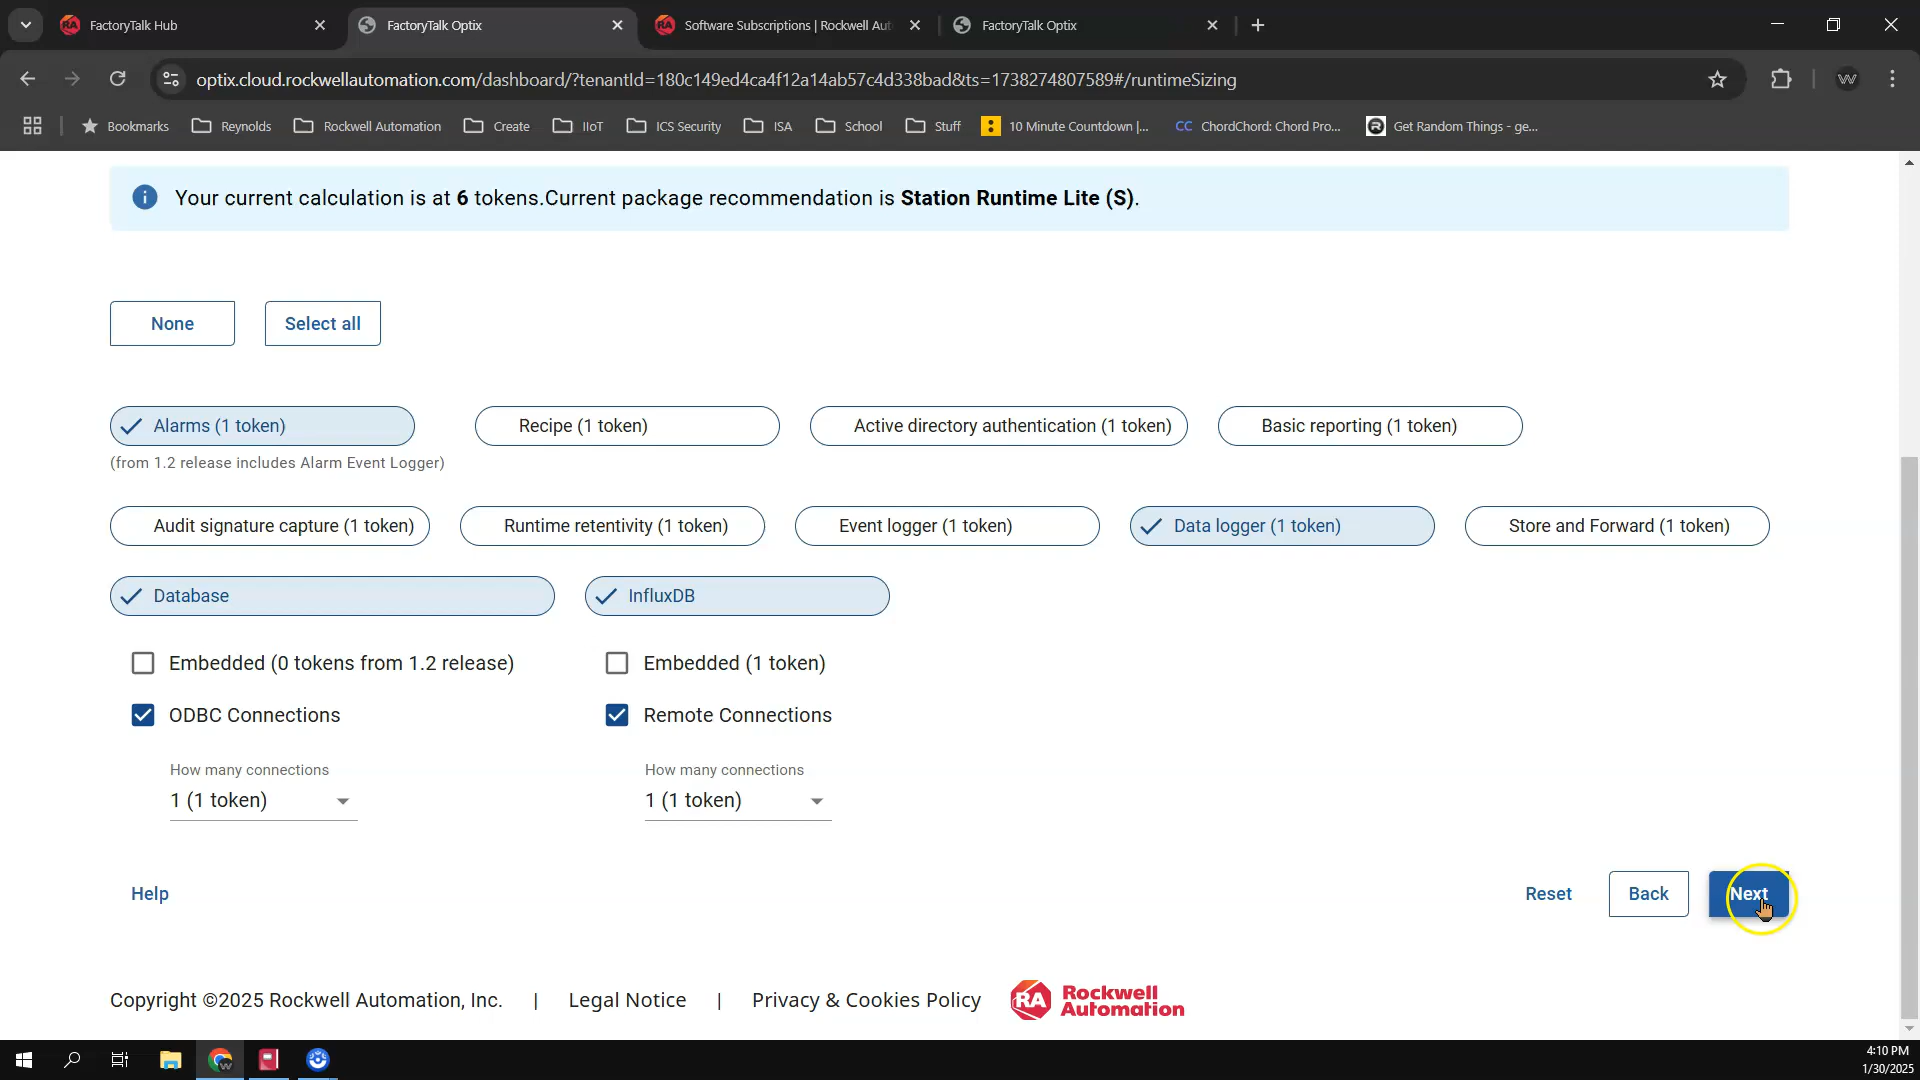 FactoryTalk Hub
FactoryTalk Optix
Software Subscriptions | Rockwell Aut
FactoryTalk Optix
optix.cloud.rockwellautomation.com/dashboard/?tenantId=180c149ed4ca4f12a14ab57c4d338bad&ts=1738274807589#/runtimeSizing
Bookmarks
Reynolds
Rockwell Automation
Create
IIoT
ICS Security
ISA
School
Stuff
10 Minute Countdown |...
CC ChordChord: Chord Pro...
Get Random Things - ge...
Your current calculation is at 6 tokens.Current package recommendation is Station Runtime Lite (S).
None
Select all
Alarms (1 token)
Recipe (1 token)
Active directory authentication (1 token)
Basic reporting (1 token)
(from 1.2 release includes Alarm Event Logger)
Audit signature capture (1 token)
Runtime retentivity (1 token)
Event logger (1 token)
Data logger (1 token)
Store and Forward (1 token)
Database
InfluxDB
Embedded (0 tokens from 1.2 release)
Embedded (1 token)
ODBC Connections
Remote Connections
How many connections
How many connections
1 (1 token)
1 (1 token)
Help
Reset
Back
Next
Copyright ©2025 Rockwell Automation, Inc. | Legal Notice | Privacy & Cookies Policy
RA Rockwell
Automation
4:10 PM
1/30/2025